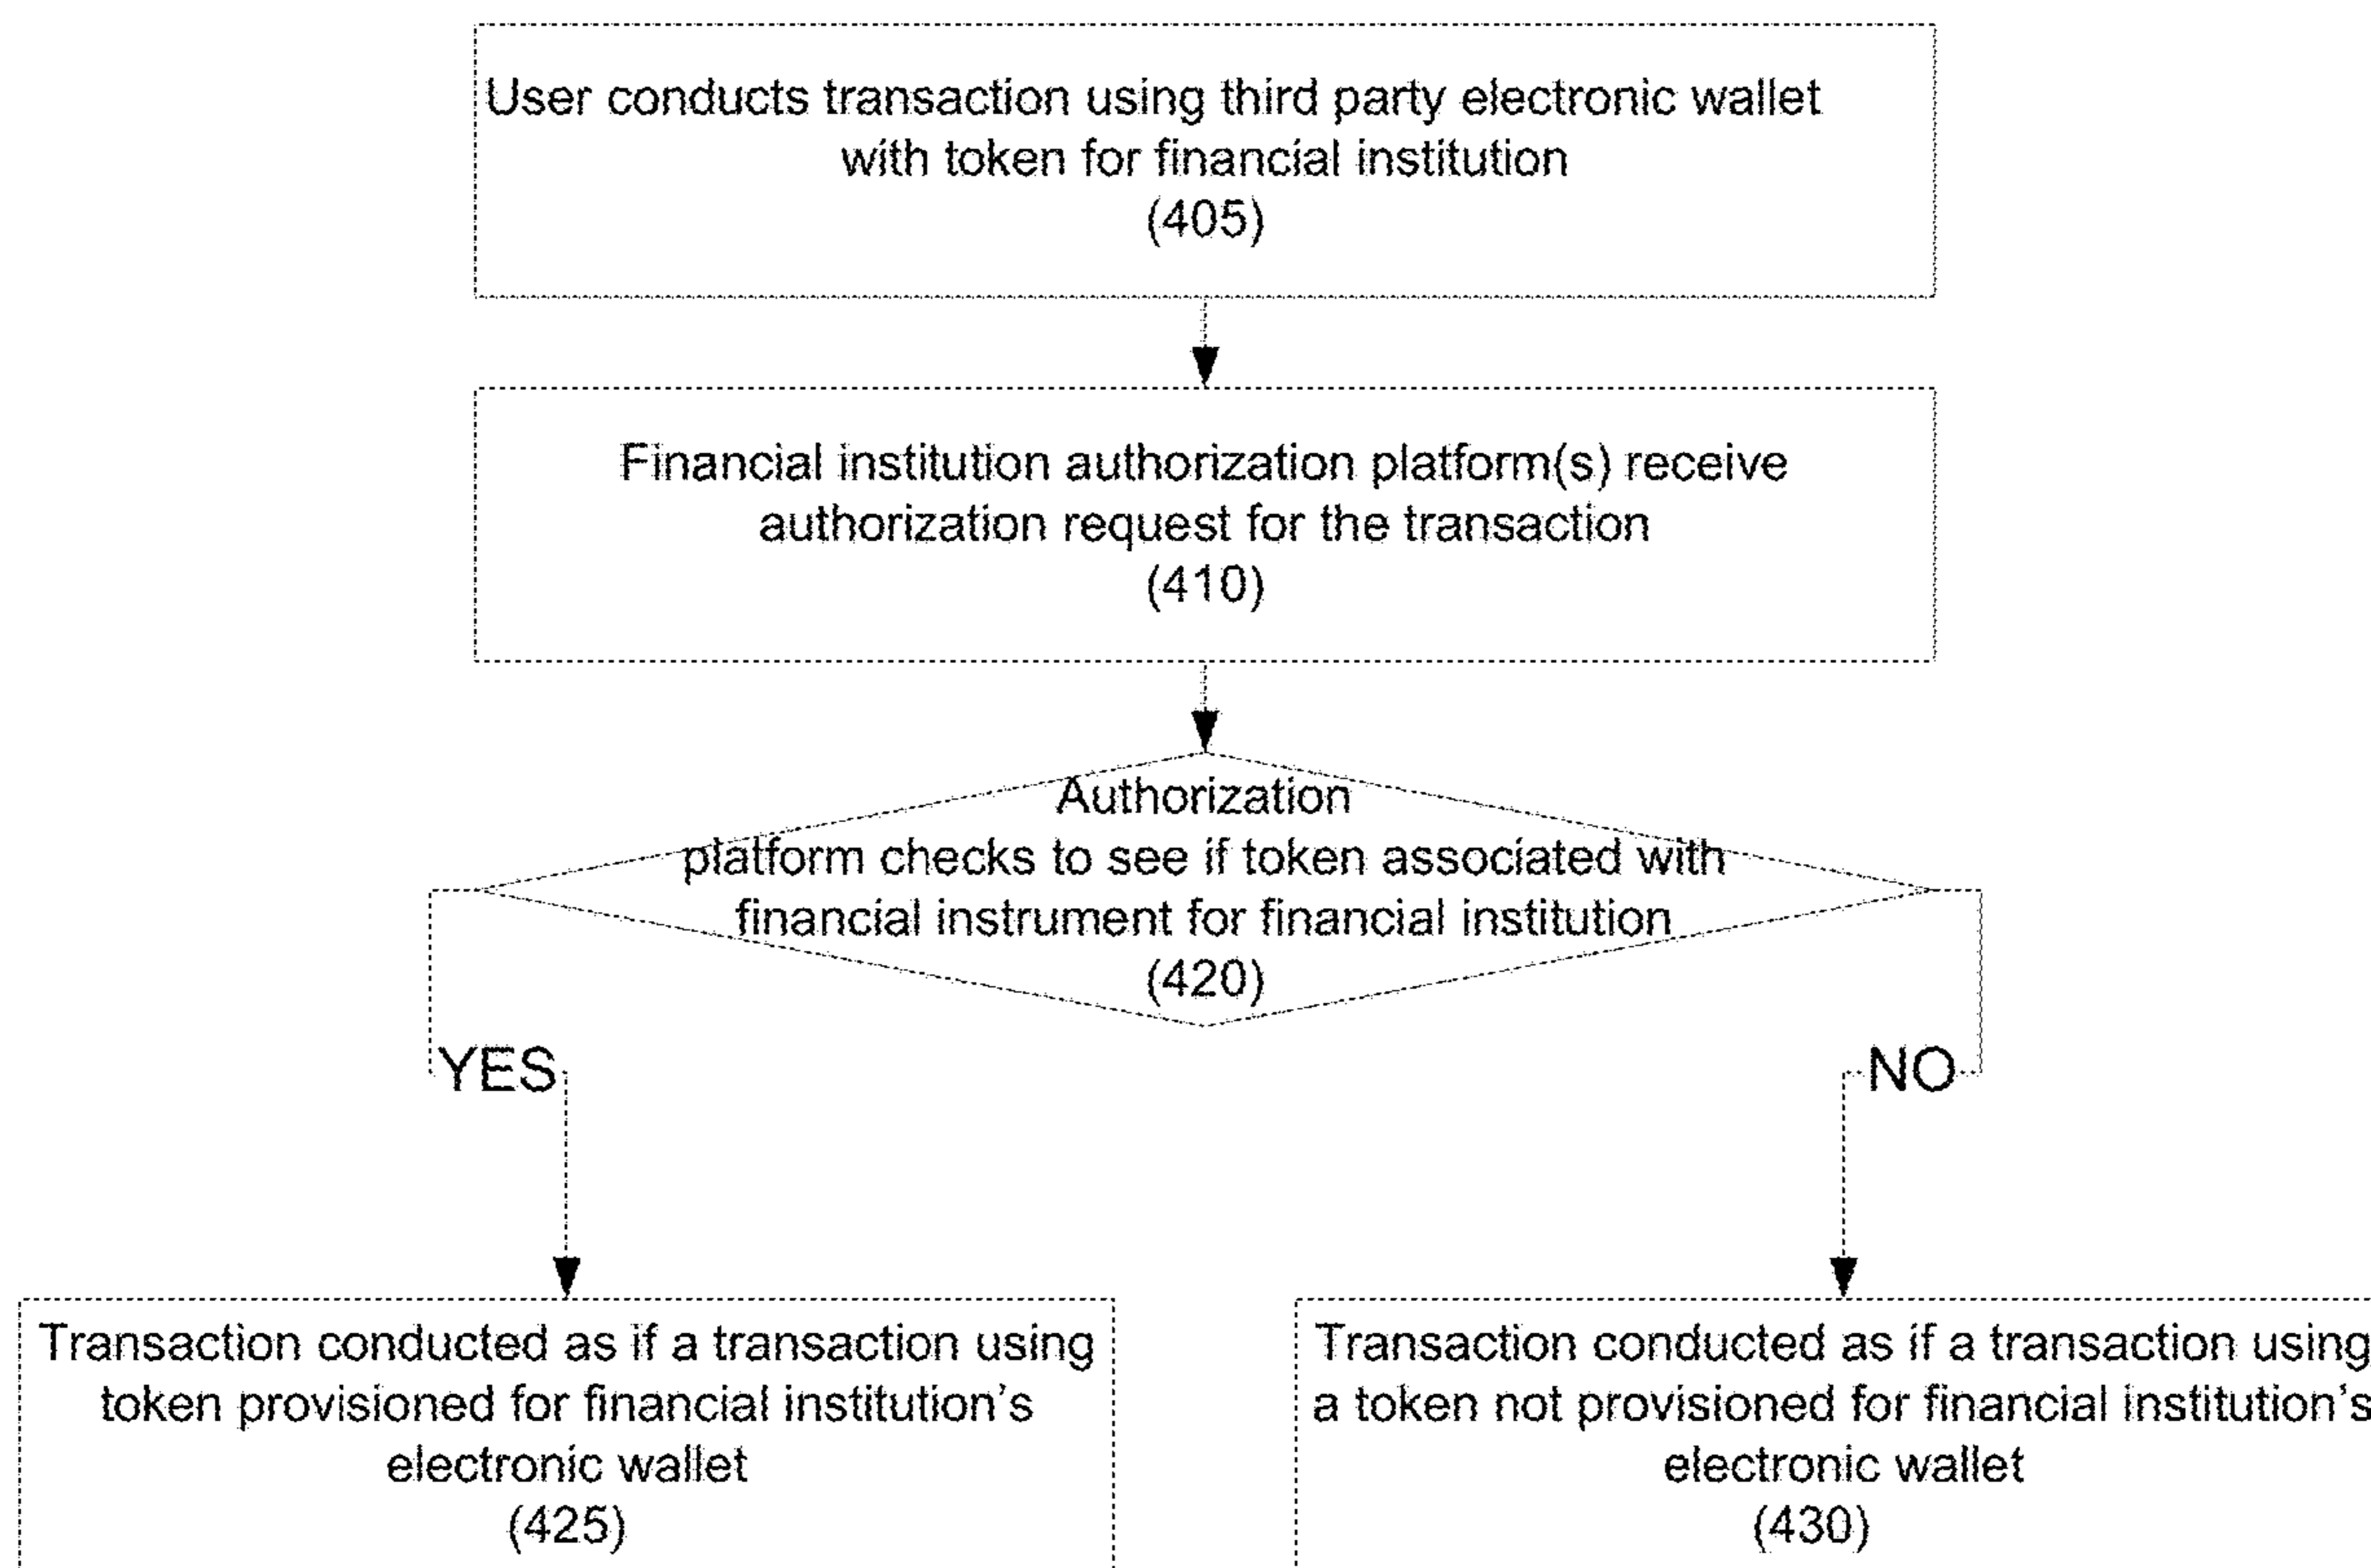 User conducts transaction using third party electronic wallet
with token for financial institution
(405)
Financial institution authorization platform(s) receive
authorization request for the transaction
(410)
Authorization
platform checks to see if token associated with
financial instrument for financial institution
(420)
YES
NO
Transaction conducted as if a transaction using
token provisioned for financial institution's
electronic wallet
(425)
Transaction conducted as if a transaction using
a token not provisioned for financial institution's
electronic wallet
(430)